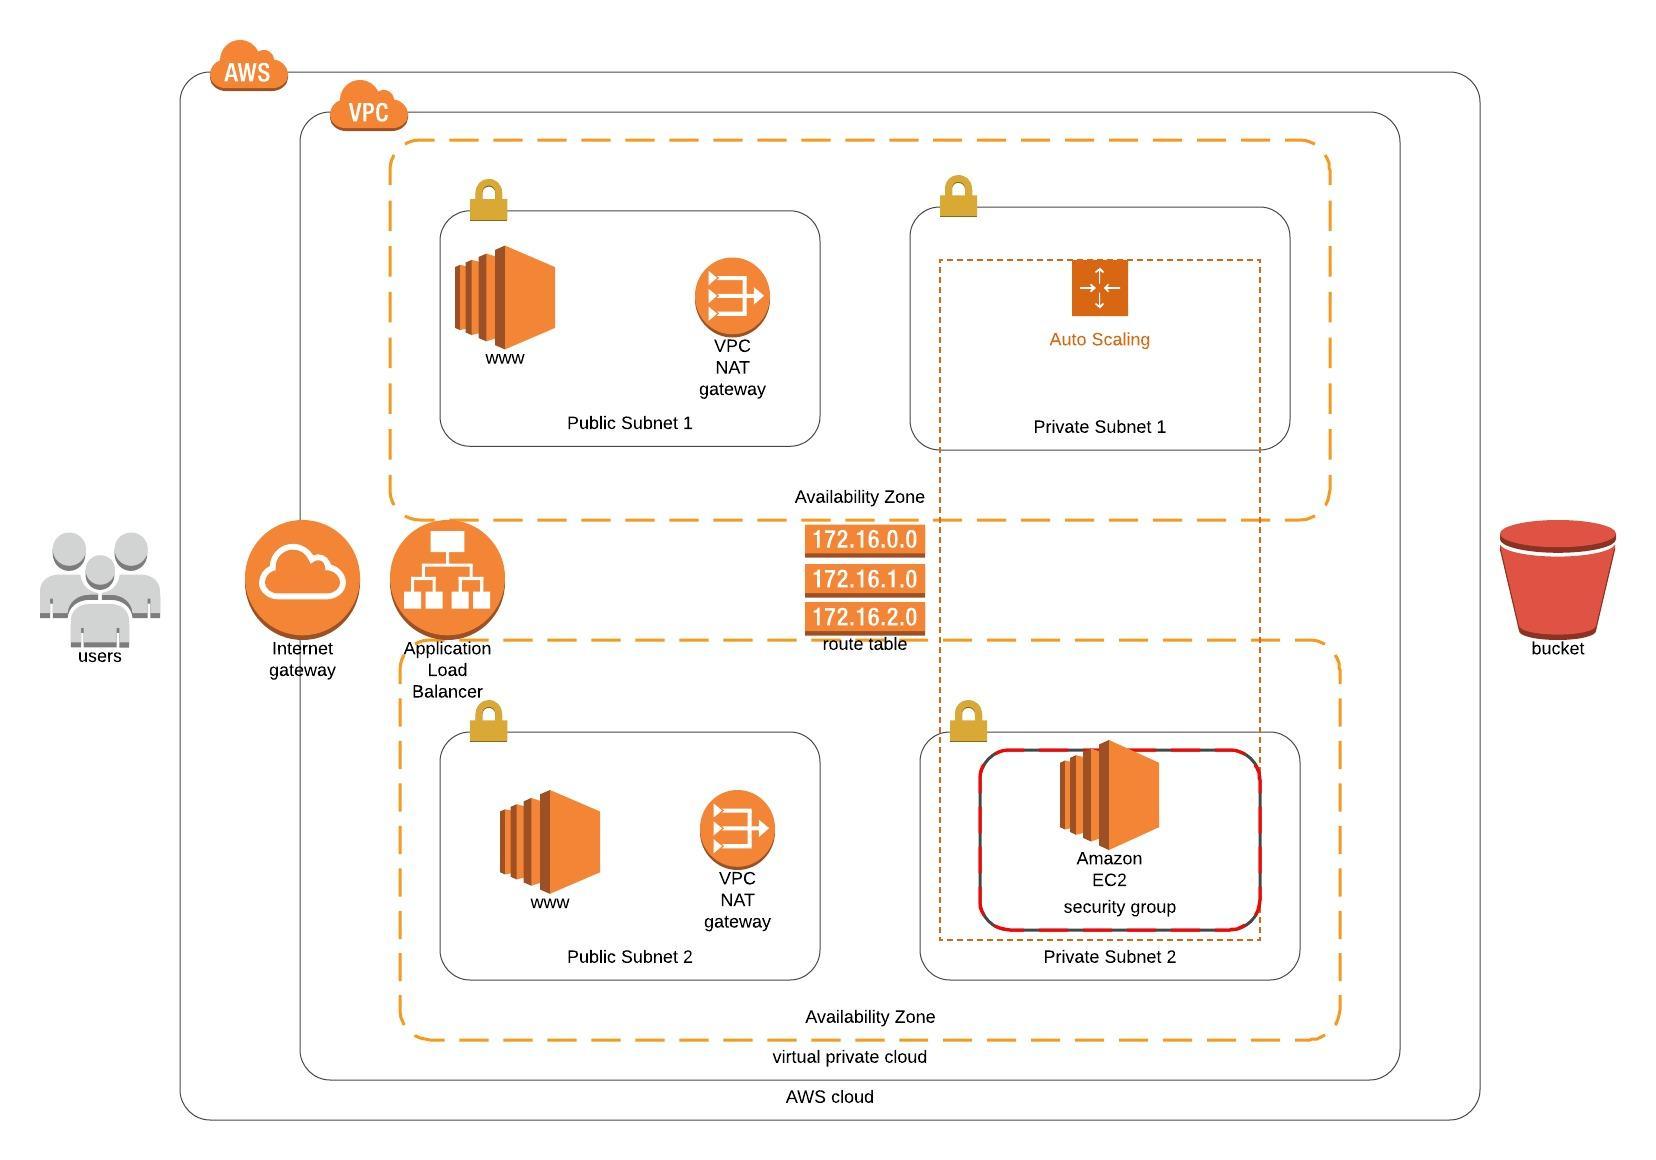 AWS
VPC
www
VPC
NAT
gateway
Public Subnet 1
Auto Scaling
Private Subnet 1
Availability Zone
172.16.0.0
172.16.1.0
172.16.2.0
route table
users
Internet
gateway
Application
Load
Balancer
bucket
www
VPC
NAT
gateway
Public Subnet 2
Amazon
EC2
security group
Private Subnet 2
Availability Zone
virtual private cloud
AWS cloud